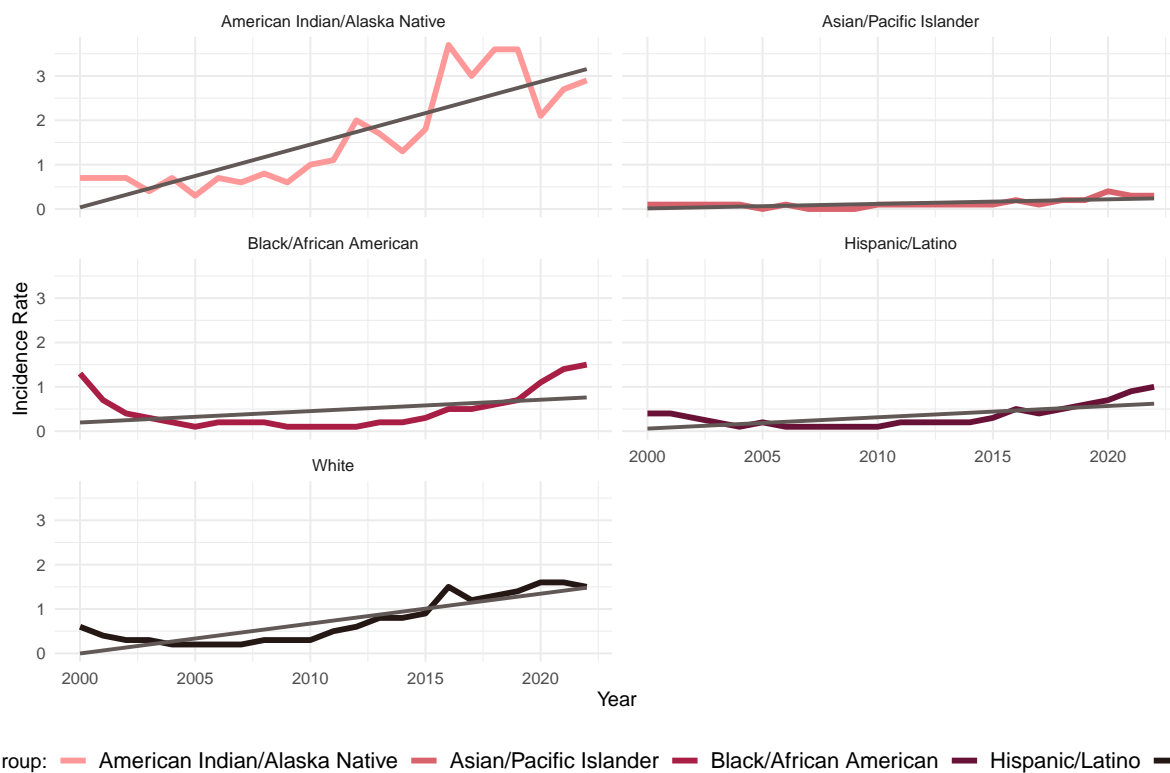 American Indian/Alaska Native
Asian/Pacific Islander
3
2
1
0
Black/African American
Hispanic/Latino
3
2
1
0
2000 2005 2010 2015 2020
White
3
2
1
0
2000 2005 2010 2015 2020
Incidence Rate
Year
roup: American Indian/Alaska Native Asian/Pacific Islander Black/African American Hispanic/Latino